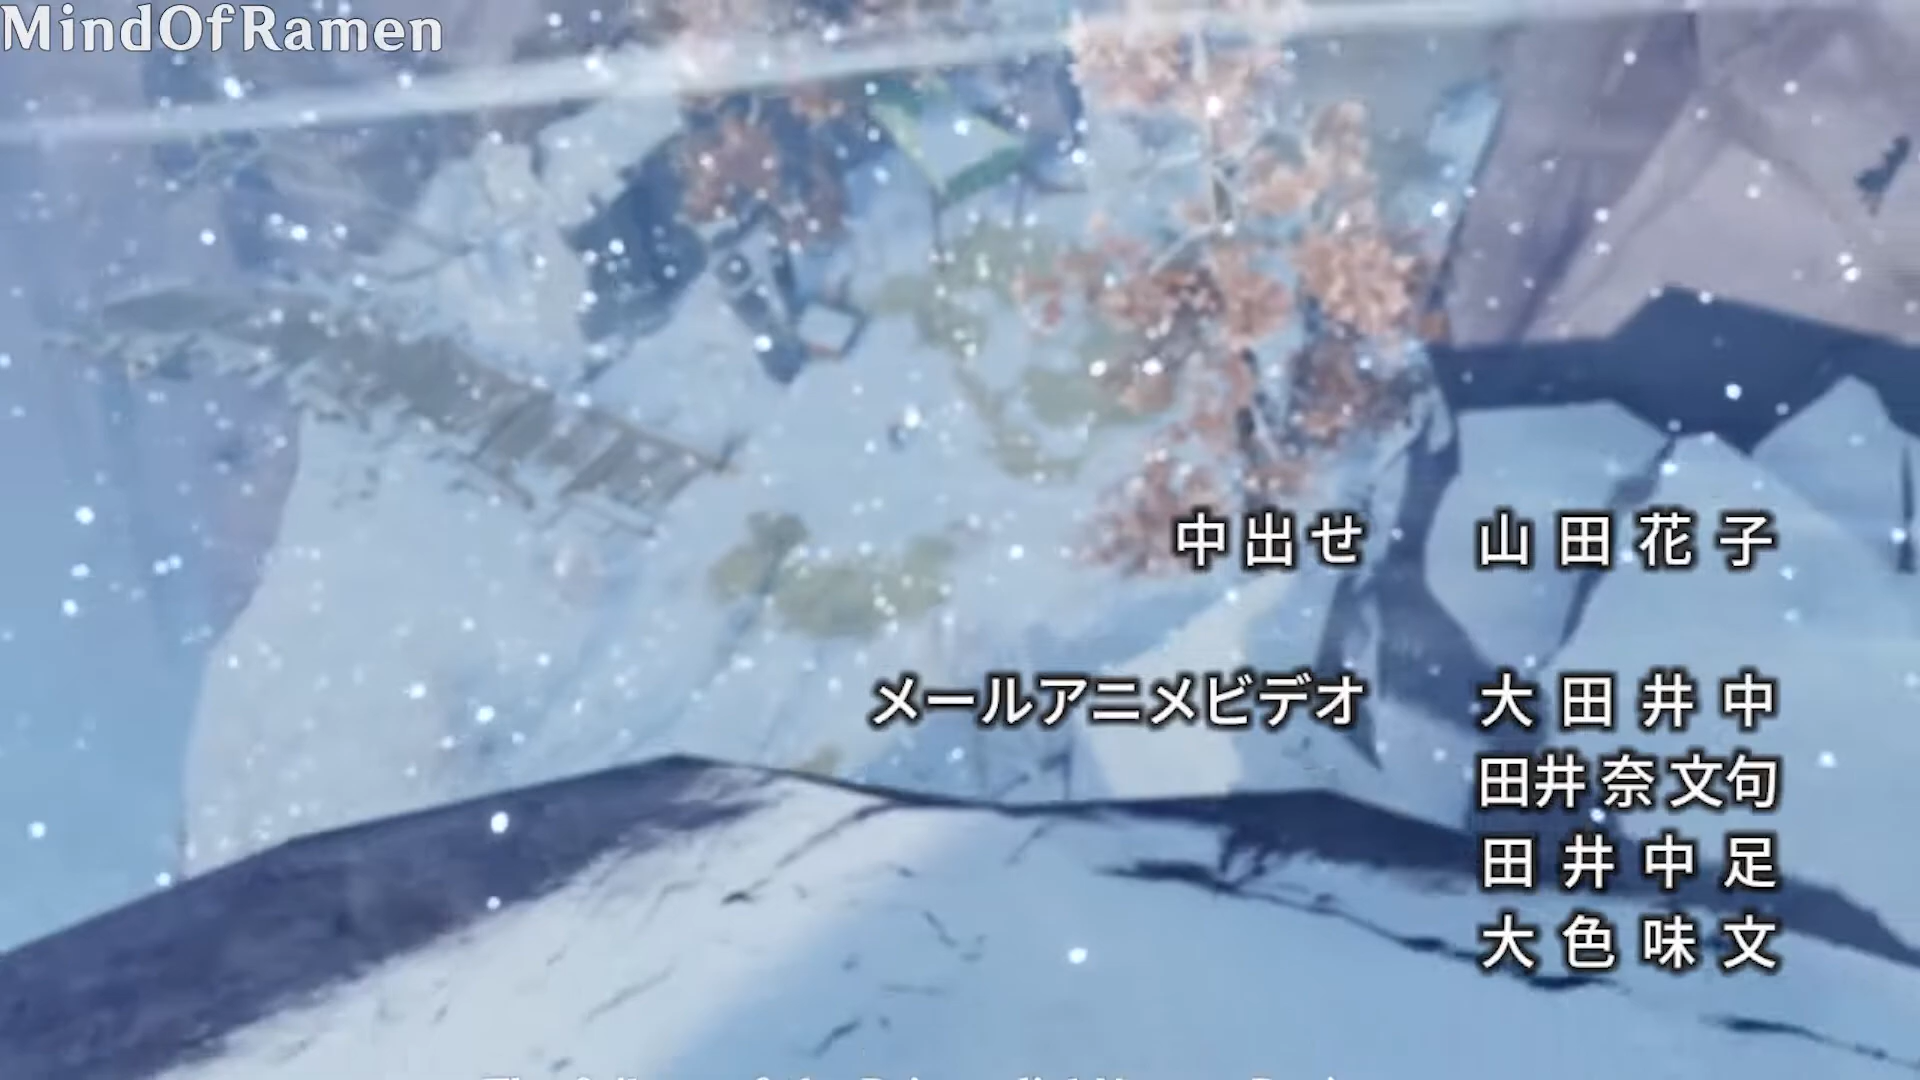 MindOfRamen
中出せ 山田花子
メールアニメビデオ 大田井中
田井奈文句
田井中足
大色味文